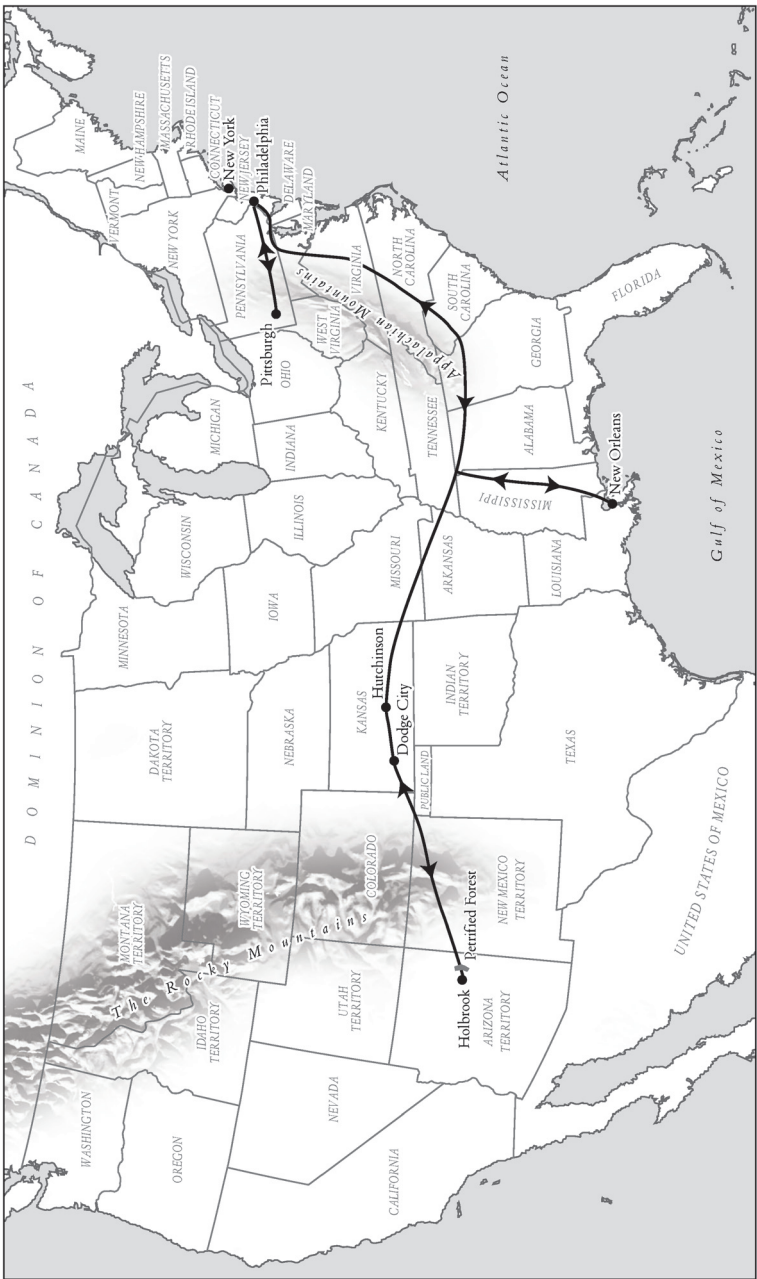 DOMINION OF CANADA
WASHINGTON
OREGON
CALIFORNIA
NEVADA
IDAHO
TERRITORY
MONTANA
TERRITORY
The Rocky Mountains
WYOMING
TERRITORY
UTAH
TERRITORY
COLORADO
ARIZONA
TERRITORY
NEW MEXICO
TERRITORY
Holbrook
Petrified Forest
DAKOTA
TERRITORY
NEBRASKA
KANSAS
Dodge City
Hutchinson
PUBLIC LAND
INDIAN
TERRITORY
TEXAS
UNITED STATES OF MEXICO
MINNESOTA
IOWA
MISSOURI
ARKANSAS
LOUISIANA
WISCONSIN
ILLINOIS
MICHIGAN
INDIANA
OHIO
KENTUCKY
TENNESSEE
MISSISSIPPI
ALABAMA
GEORGIA
FLORIDA
New Orleans
Gulf of Mexico
SOUTH
CAROLINA
NORTH
CAROLINA
VIRGINIA
WEST
VIRGINIA
Appalachian Mountains
Pittsburgh
PENNSYLVANIA
NEW YORK
VERMONT
MAINE
NEW HAMPSHIRE
MASSACHUSETTS
RHODE ISLAND
CONNECTICUT
New York
NEW JERSEY
Philadelphia
DELAWARE
MARYLAND
Atlantic Ocean